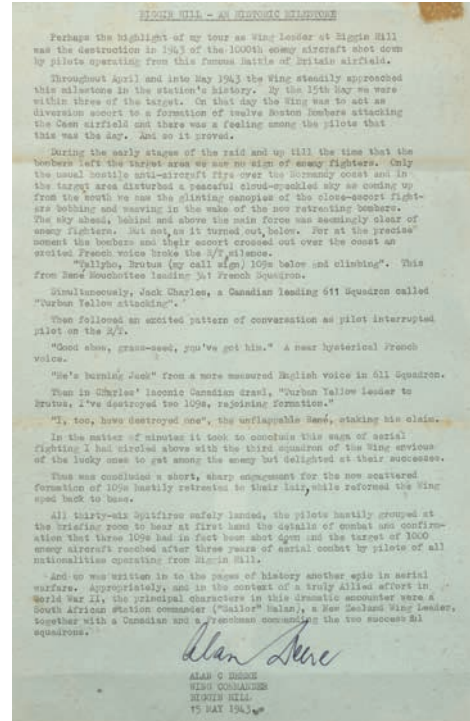 BIGGIN HILL - AN HISTORIC MILESTONE
Perhaps the highlight of my tour as Wing Leader at Biggin Hill
was the destruction in 1943 of the 1000th enemy aircraft shot down
by pilots operating from this famous Battle of Britain airfield.
Throughout April and into May 1943 the Wing steadily approached
this milestone in the station's history. By the 15th May we were
within three of the target. On that day the Wing was to act as
diversion escort to a formation of twelve Boston Bombers attacking
the Caen airfield and there was a feeling among the pilots that
this was the day. And so it proved.
During the early stages of the raid and up till the time that the
bombers left the target area we saw no sign of enemy fighters. Only
the usual hostile anti-aircraft fire over the Normandy coast and in
the target area disturbed a peaceful cloud-speckled sky as coming up
from the south we saw the glinting canopies of the close-escort fight-
ers bobbing and weaving in the wake of the now retreating bombers.
The sky ahead, behind and above the main force was seemingly clear of
enemy fighters. But not, as it turned out, below. For at the precise
moment the bombers and their escort crossed out over the coast an
excited French voice broke the R/T silence.
"Tallyho, Brutus (my call sign) 109s below and climbing". This
from René Mouchotte leading 341 French Squadron.
Simultaneously, Jack Charles, a Canadian leading 611 Squadron called
"Turban Yellow attacking".
Then followed an excited pattern of conversation as pilot interrupted
pilot on the R/T.
"Good show, grass-seed, you've got him." A near hysterical French
voice.
"He's burning Jack" from a more measured English voice in 611 Squadron.
Then in Charles' laconic Canadian drawl, "Turban Yellow leader to
Brutus, I've destroyed two 109s, rejoining formation."
"I, too, have destroyed one", the unflappable René, staking his claim.
In the matter of minutes it took to conclude this saga of aerial
fighting I had circled above with the third squadron of the Wing envious
of the lucky ones to get among the enemy but delighted at their successes.
Thus was concluded a short, sharp engagement for the now scattered
formation of 109s hastily retreated to their lair, while reformed the Wing
sped back to base.
All thirty-six Spitfires safely landed, the pilots hastily grouped at
the briefing room to hear at first hand the details of combat and confirm-
ation that three 109s had in fact been shot down and the target of 1000
enemy aircraft reached after three years of aerial combat by pilots of all
nationalities operating from Biggin Hill.
And so was written in to the pages of history another epic in aerial
warfare. Appropriately, and in the context of a truly Allied effort in
World War II, the principal characters in this dramatic encounter were a
South African station commander ("Sailor" Malan), a New Zealand Wing Leader,
together with a Canadian and a Frenchman commanding the two successful
squadrons.
Alan Deere
ALAN C DEERE
WING COMMANDER
BIGGIN HILL
15 MAY 1943